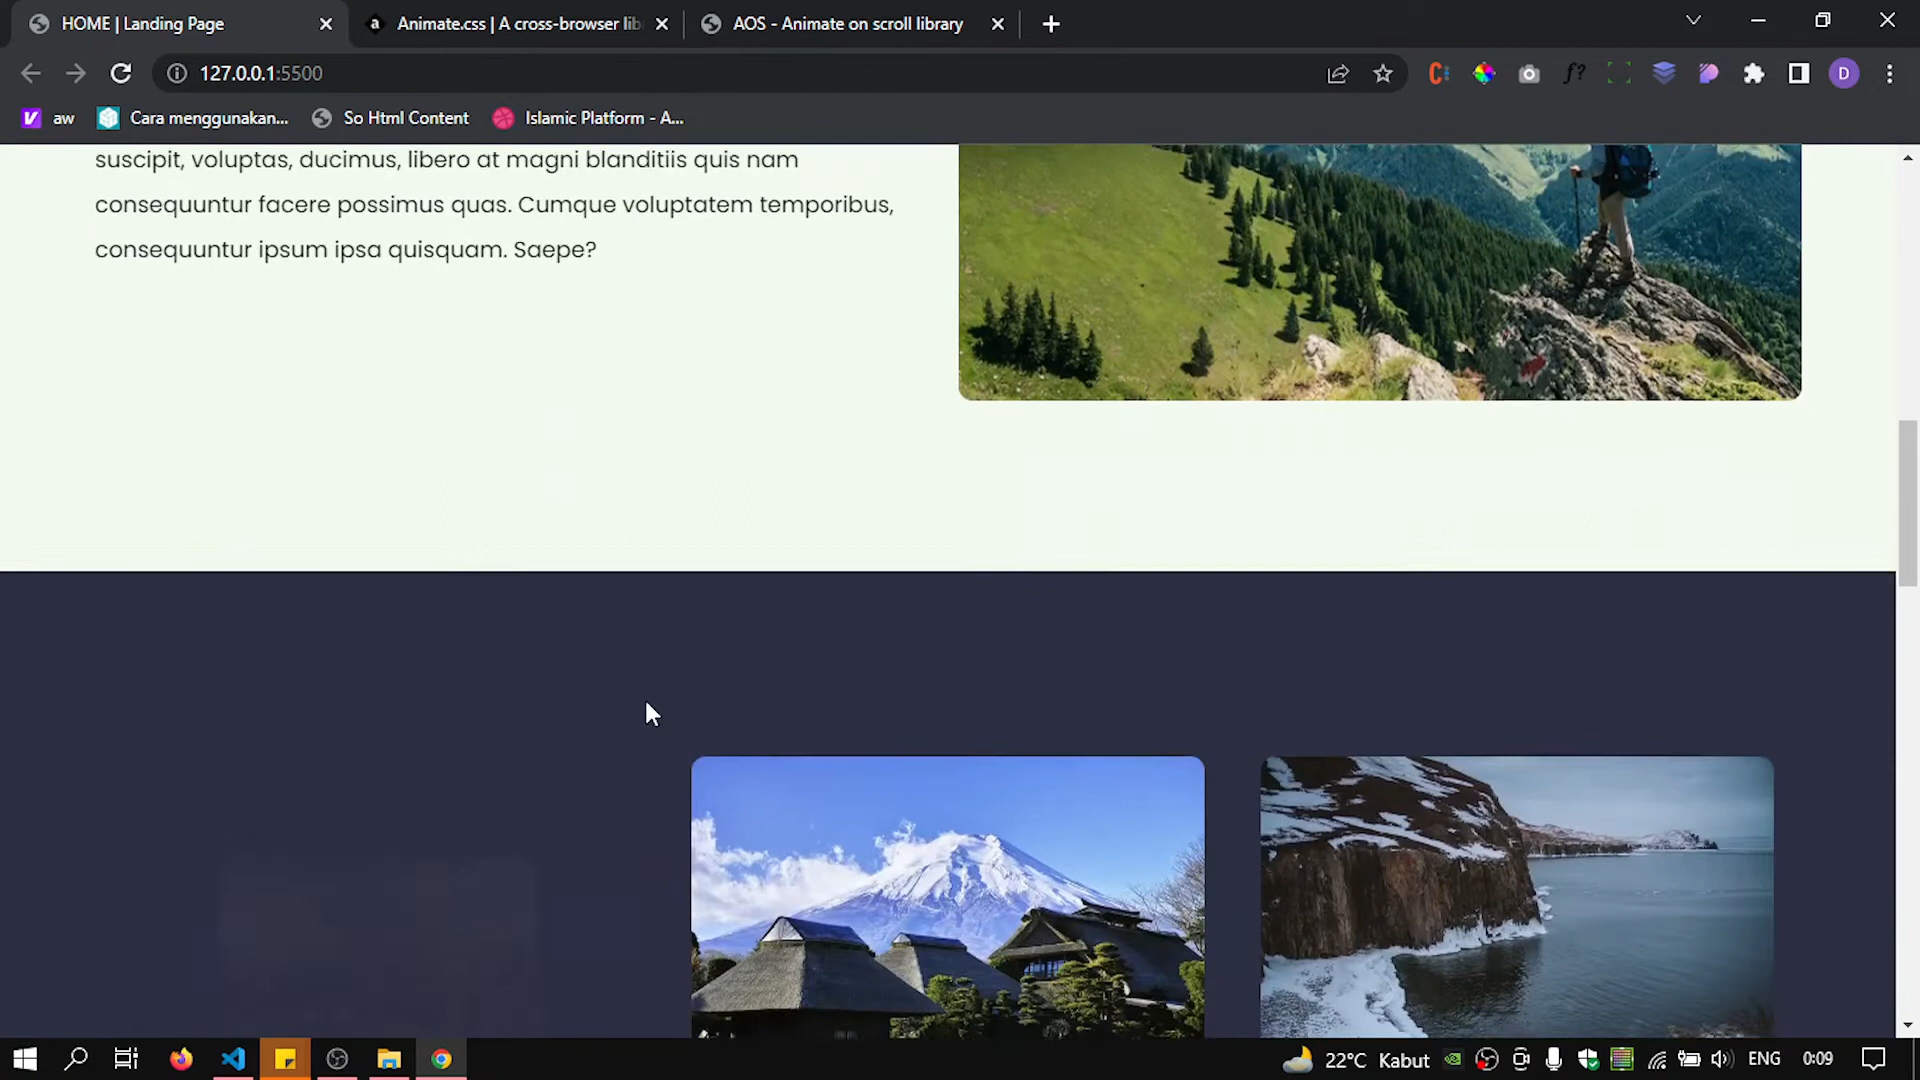 HOME | Landing Page
Animate.css | A cross-browser lib
AOS - Animate on scroll library
127.0.0.1:5500
f?
D
aw
Cara menggunakan...
So Html Content
Islamic Platform - A...
suscipit, voluptas, ducimus, libero at magni blanditiis quis nam
consequuntur facere possimus quas. Cumque voluptatem temporibus,
consequuntur ipsum ipsa quisquam. Saepe?
22°C Kabut
ENG
0:09